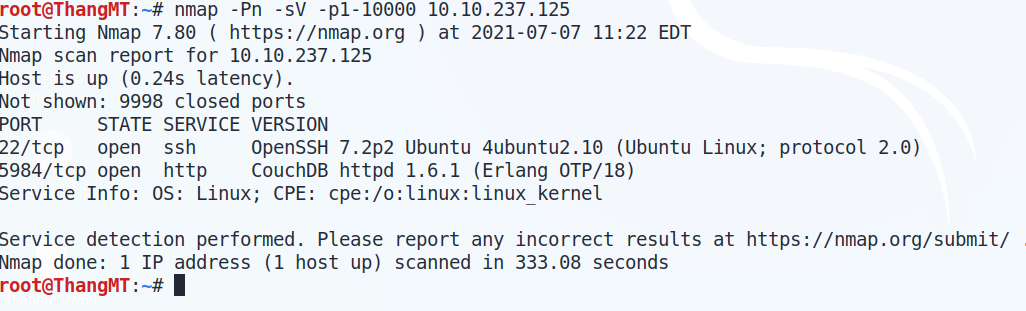 root@ThangMT:~# nmap -Pn -sV -p1-10000 10.10.237.125
Starting Nmap 7.80 ( https://nmap.org ) at 2021-07-07 11:22 EDT
Nmap scan report for 10.10.237.125
Host is up (0.24s latency).
Not shown: 9998 closed ports
PORT     STATE SERVICE VERSION
22/tcp   open  ssh     OpenSSH 7.2p2 Ubuntu 4ubuntu2.10 (Ubuntu Linux; protocol 2.0)
5984/tcp open  http    CouchDB httpd 1.6.1 (Erlang OTP/18)
Service Info: OS: Linux; CPE: cpe:/o:linux:linux_kernel
Service detection performed. Please report any incorrect results at https://nmap.org/submit/ .
Nmap done: 1 IP address (1 host up) scanned in 333.08 seconds
root@ThangMT:~#